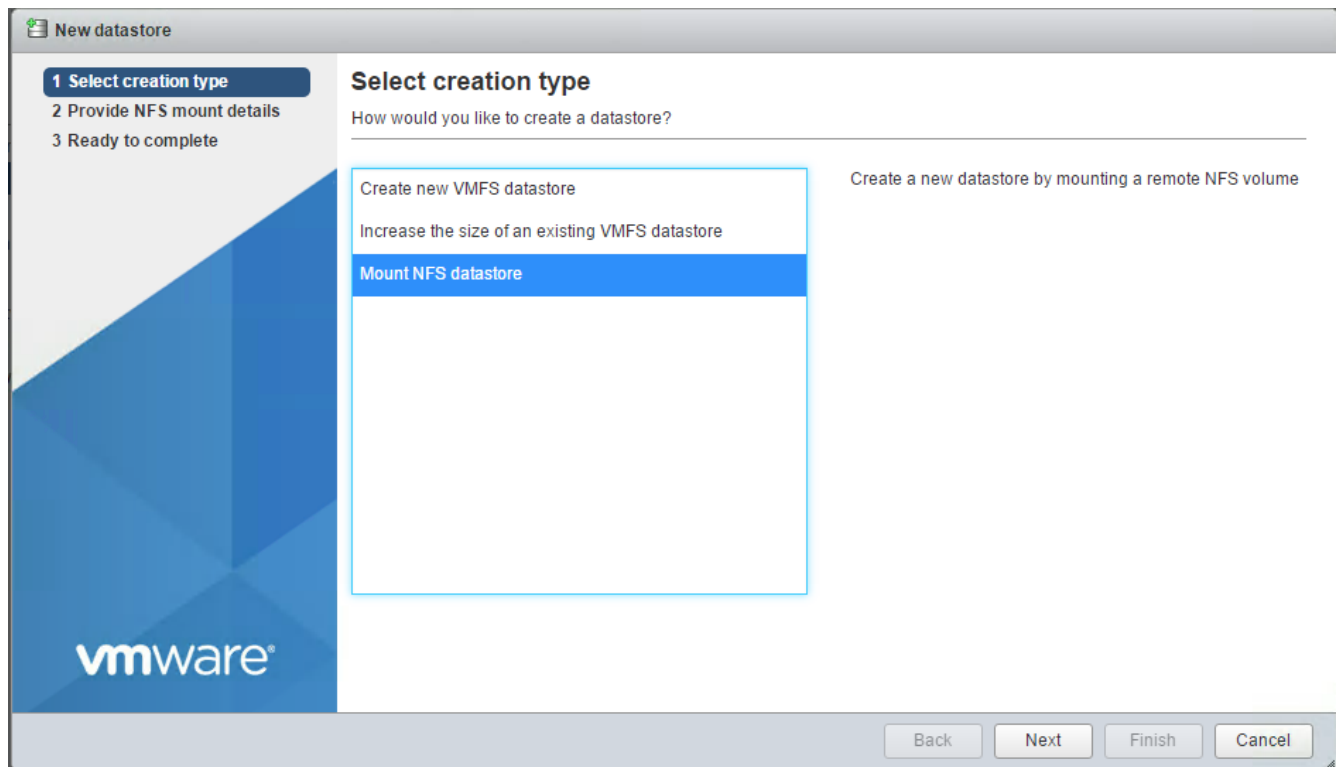 New datastore
1 Select creation type
2 Provide NFS mount details
3 Ready to complete
Select creation type
How would you like to create a datastore?
Create new VMFS datastore
Increase the size of an existing VMFS datastore
Mount NFS datastore
Create a new datastore by mounting a remote NFS volume
vmware®
Back Next Finish Cancel